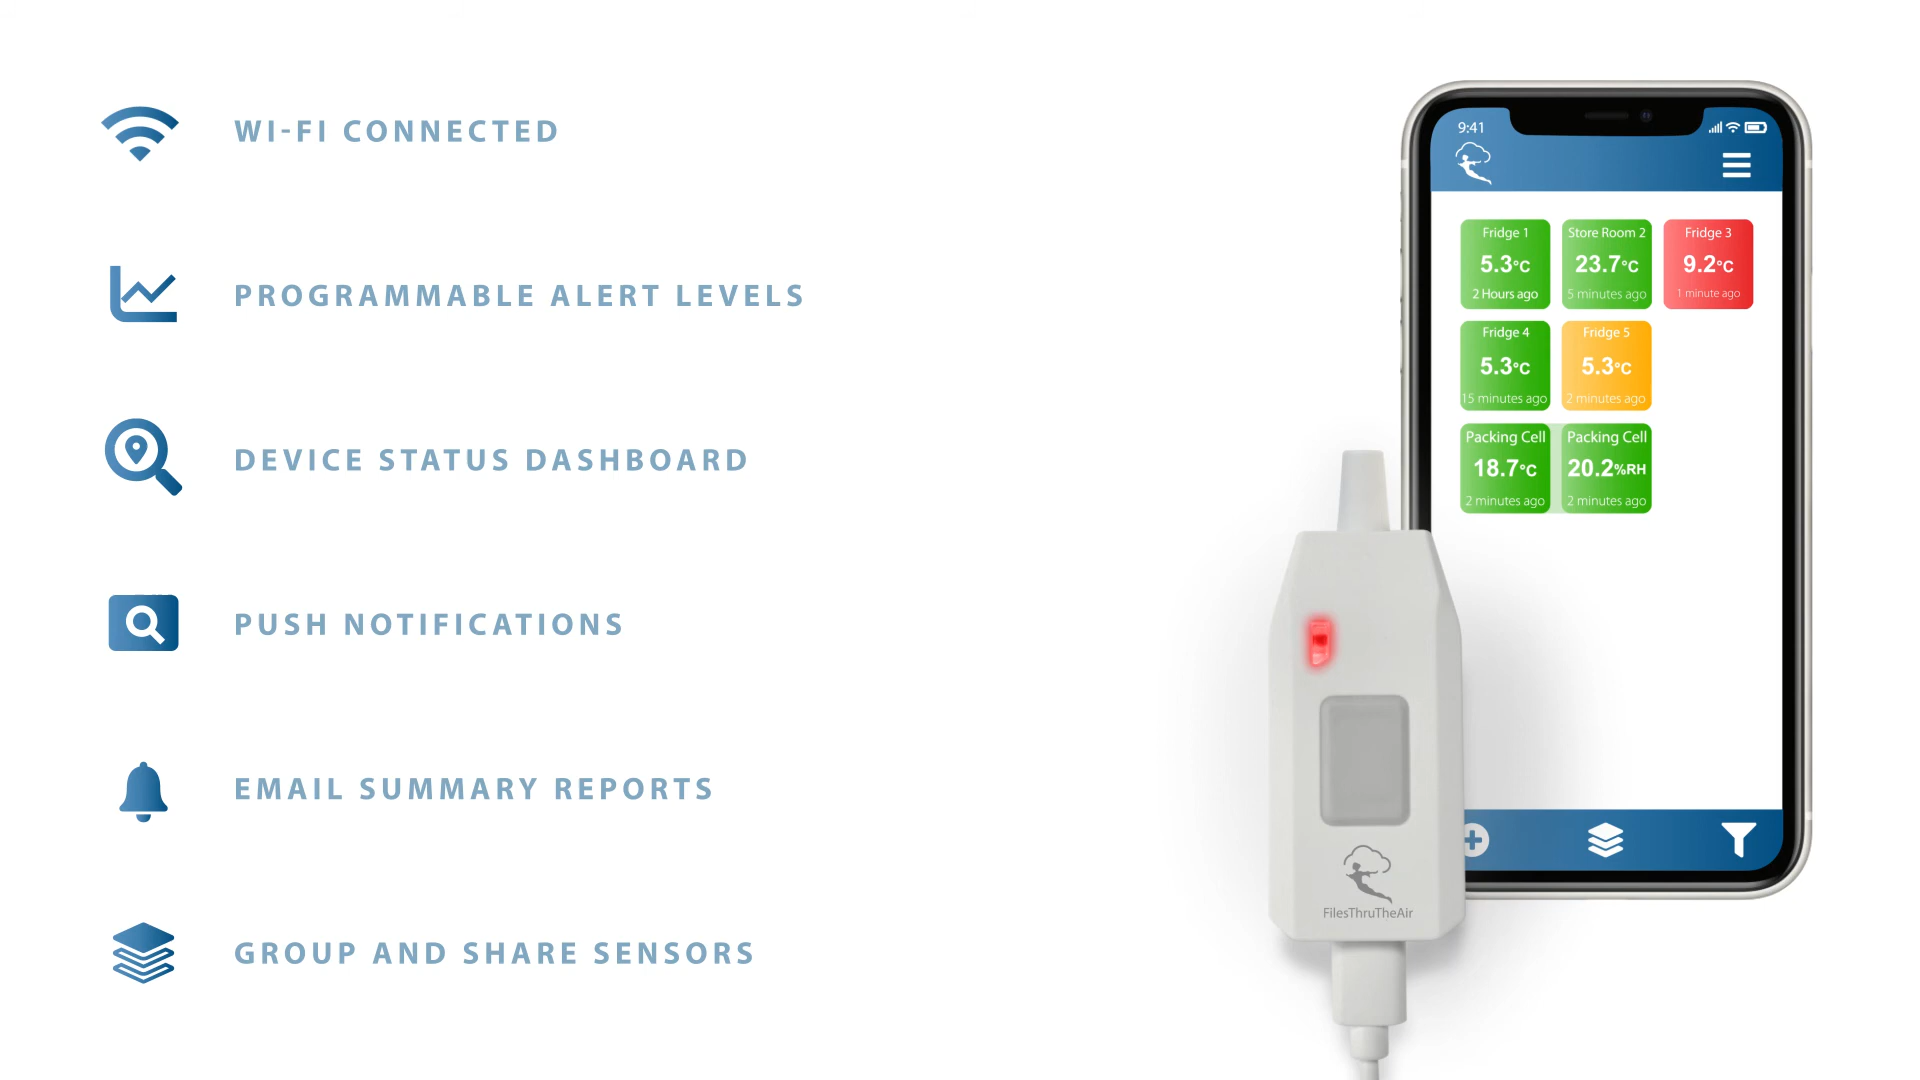 WI-FI CONNECTED
PROGRAMMABLE ALERT LEVELS
DEVICE STATUS DASHBOARD
PUSH NOTIFICATIONS
EMAIL SUMMARY REPORTS
GROUP AND SHARE SENSORS
9:41
Fridge 1
5.3°C
2 Hours ago
Store Room 2
23.7°C
5 minutes ago
Fridge 3
9.2°C
1 minute ago
Fridge 4
5.3°C
15 minutes ago
Fridge 5
5.3°C
2 minutes ago
Packing Cell
18.7°C
2 minutes ago
Packing Cell
20.2%RH
2 minutes ago
FilesThruTheAir